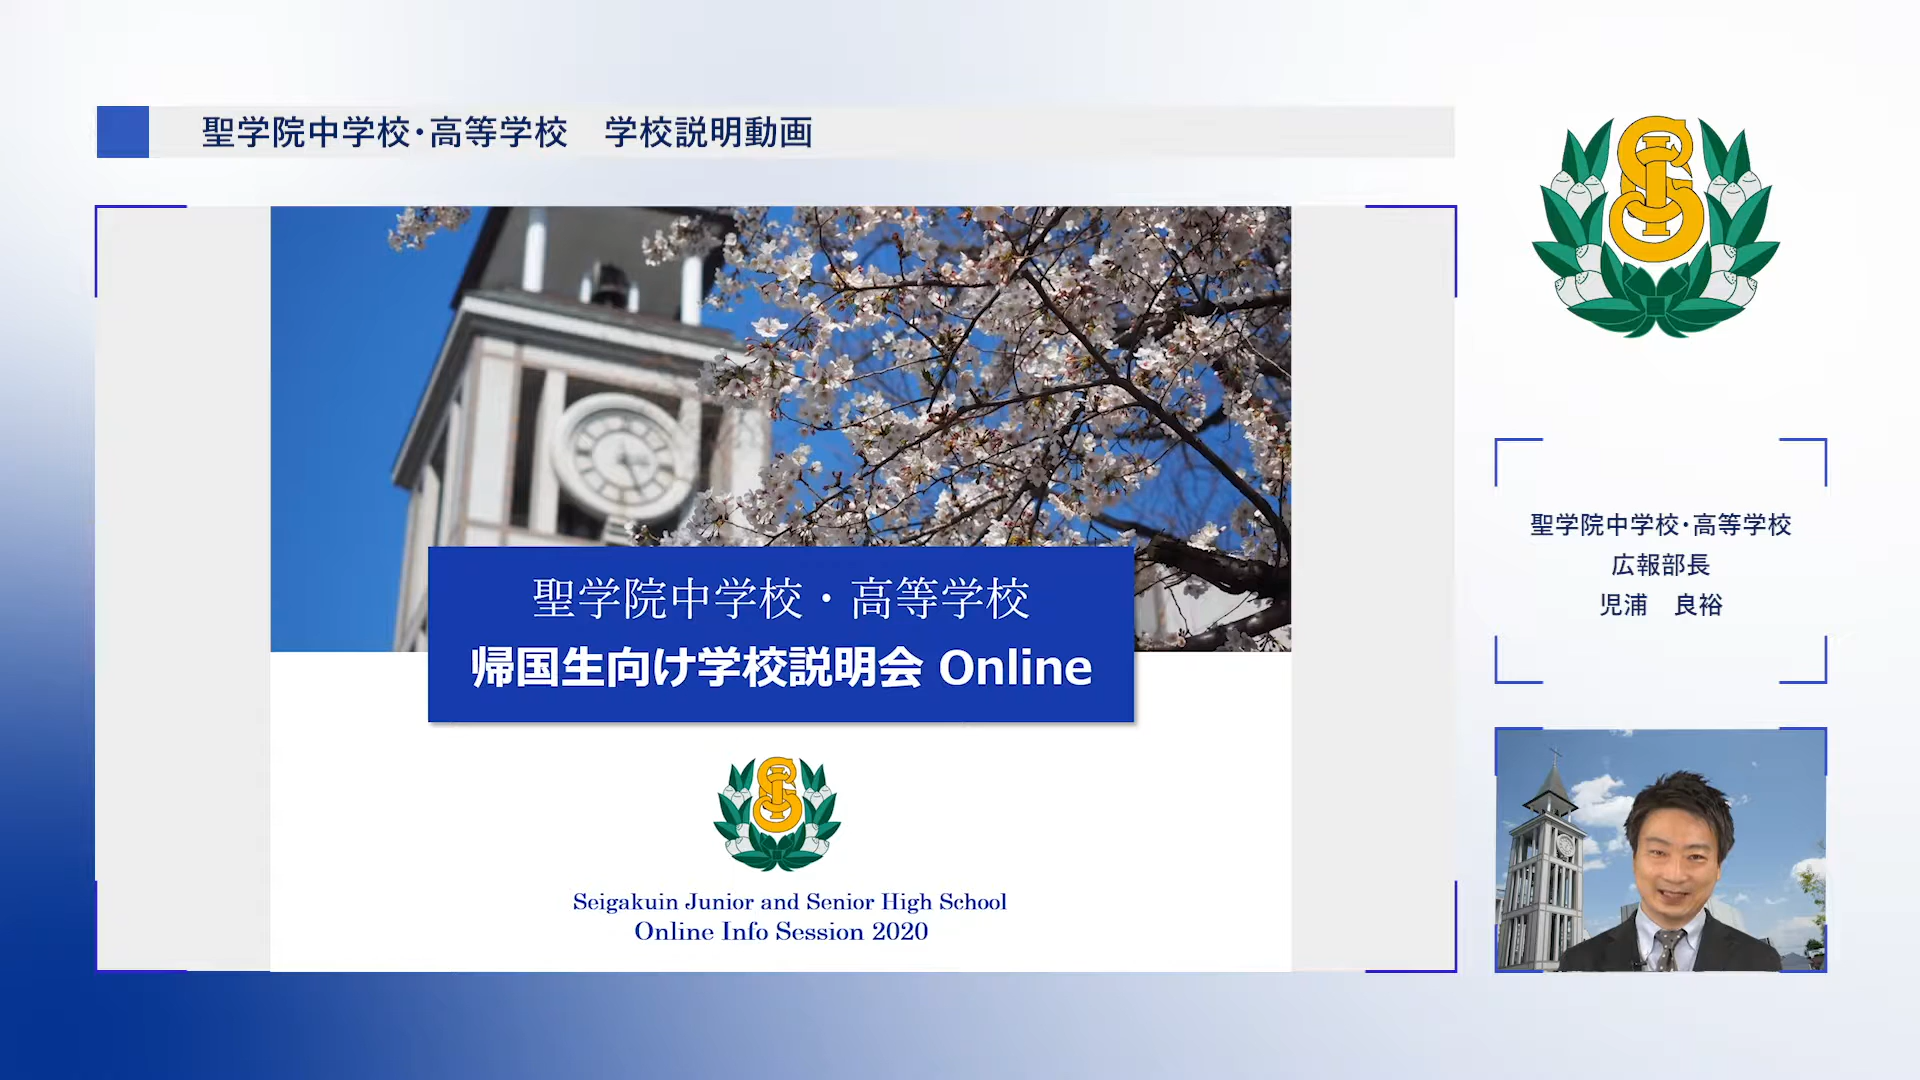 聖学院中学校・高等学校　学校説明動画
聖学院中学校・高等学校
帰国生向け学校説明会 Online
Seigakuin Junior and Senior High School
Online Info Session 2020
聖学院中学校・高等学校
広報部長
児浦　良裕